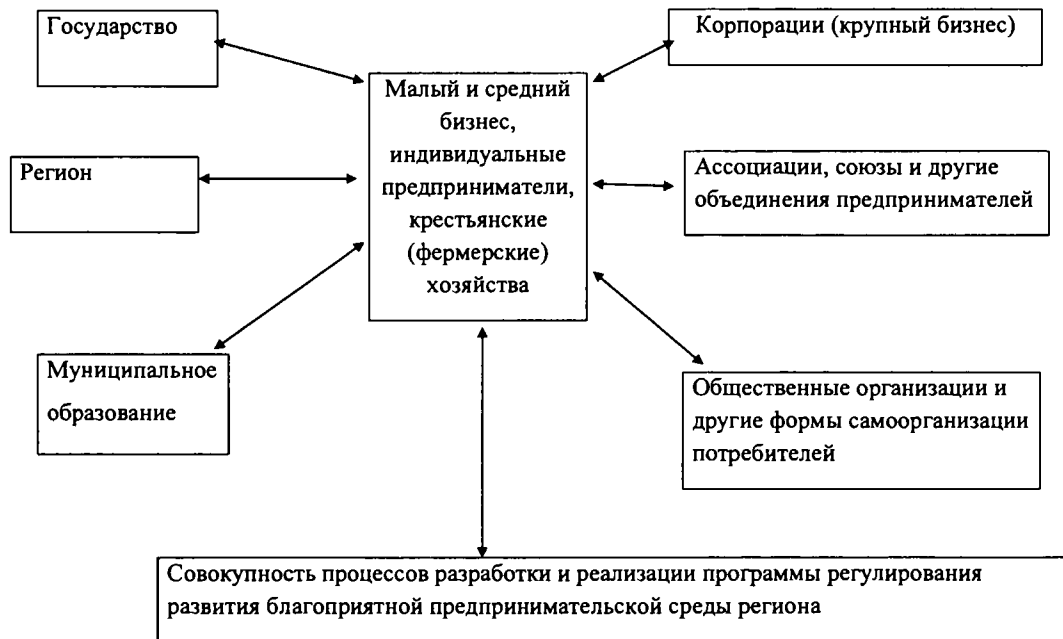 Государство
Корпорации (крупный бизнес)
Малый и средний
бизнес,
индивидуальные
предприниматели,
крестьянские
(фермерские)
хозяйства
Регион
Ассоциации, союзы и другие
объединения предпринимателей
Муниципальное
образование
Общественные организации и
другие формы самоорганизации
потребителей
Совокупность процессов разработки и реализации программы регулирования
развития благоприятной предпринимательской среды региона